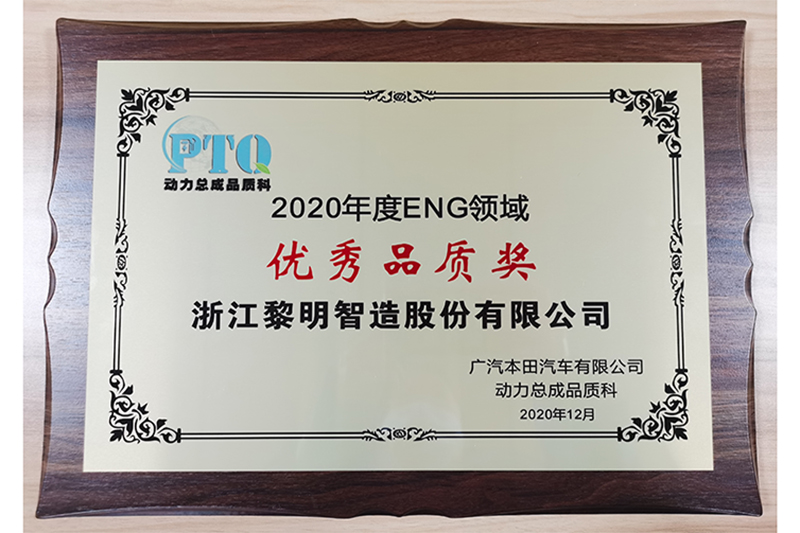 PTQ
动力总成品质科
2020年度ENG领域
优秀品质奖
浙江黎明智造股份有限公司
广汽本田汽车有限公司
动力总成品质科
2020年12月